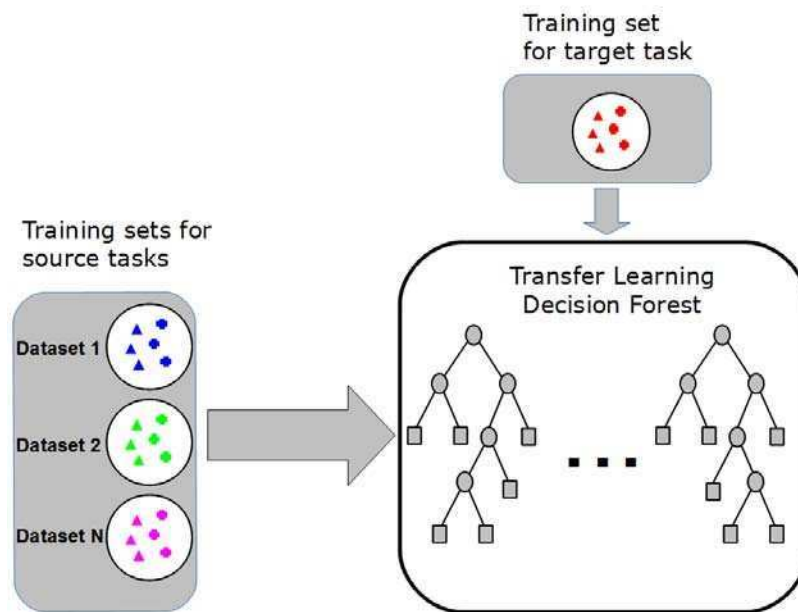 Training set
for target task
Training sets for
source tasks
Dataset 1
Dataset 2
Dataset N
Transfer Learning
Decision Forest